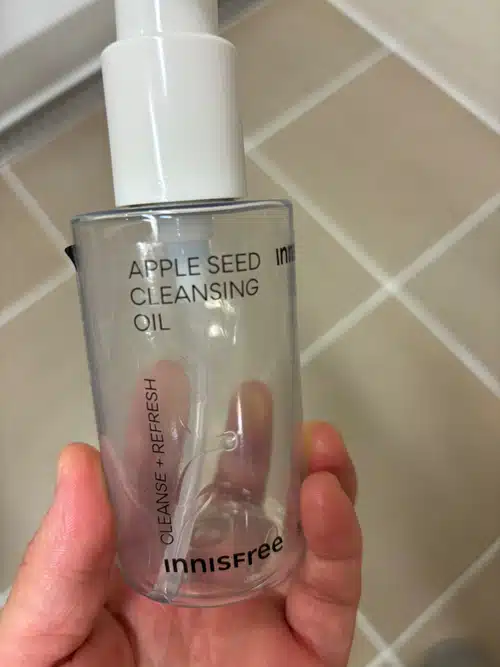 APPLE SEED
CLEANSING
OIL
CLEANSE + REFRESH
INNISFree